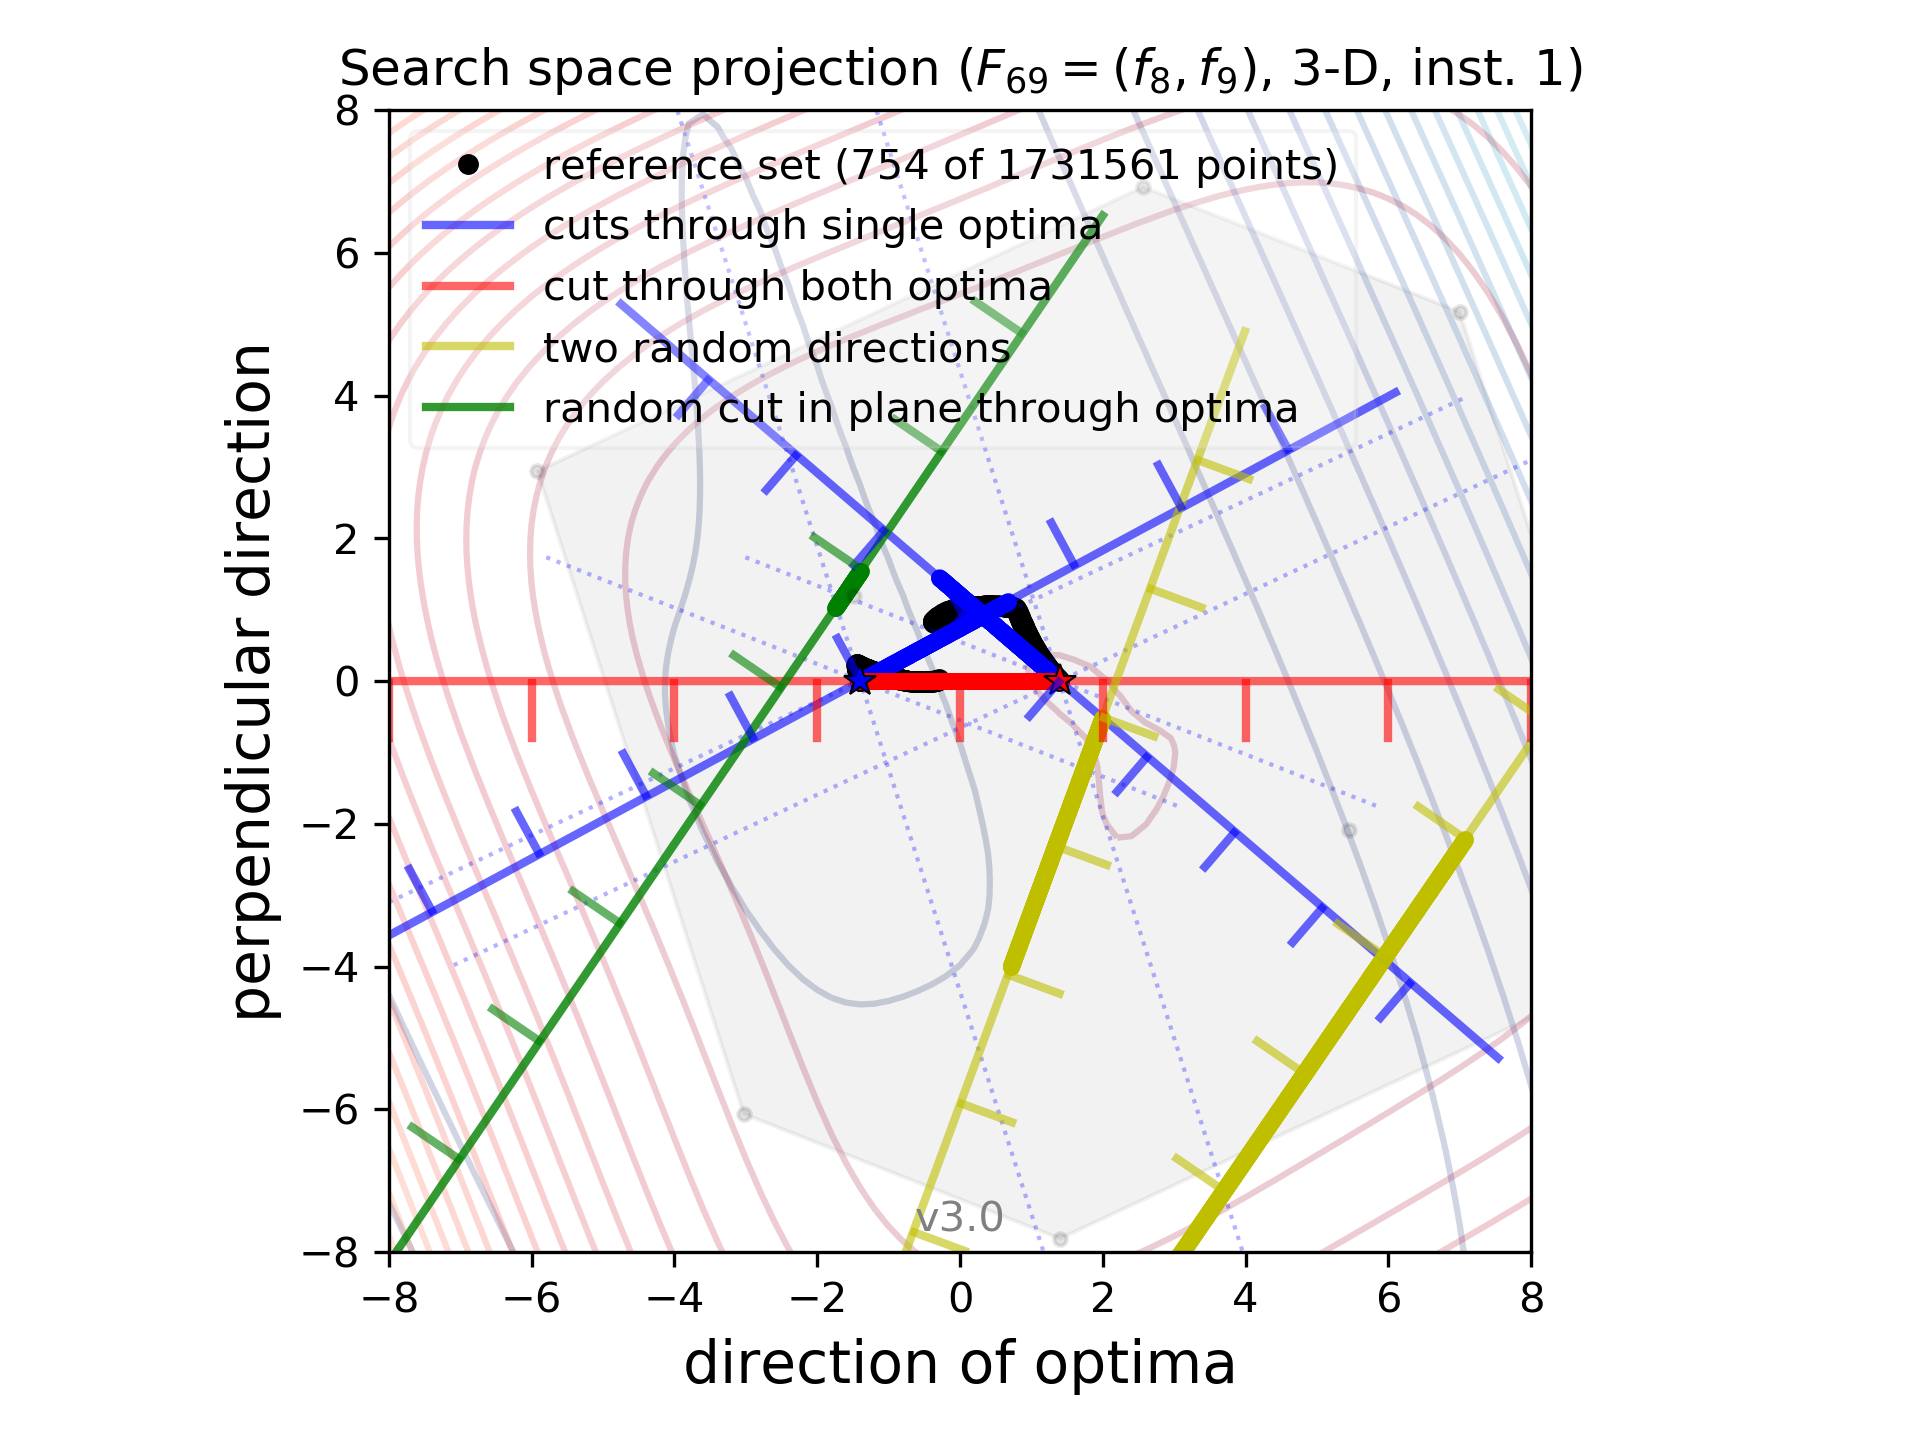 Search space projection (F₆₉ = (f₈, f₉), 3-D, inst. 1)
reference set (754 of 1731561 points)
cuts through single optima
cut through both optima
two random directions
random cut in plane through optima
8
6
4
2
0
−2
−4
−6
−8
perpendicular direction
v3.0
−8 −6 −4 −2 0 2 4 6 8
direction of optima